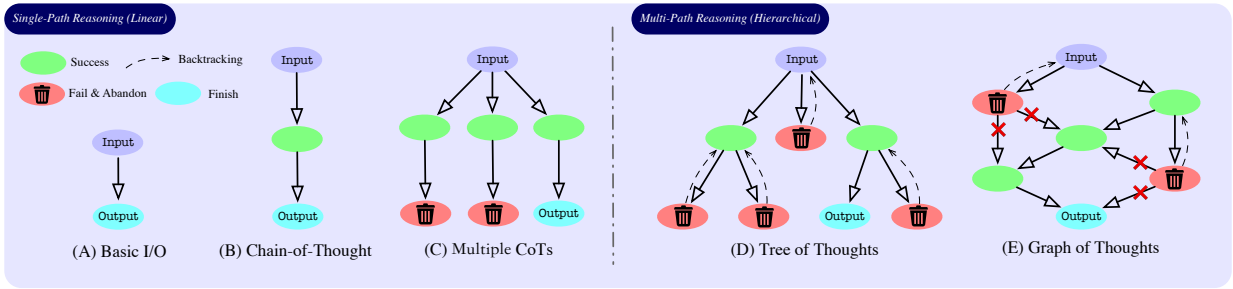 Single-Path Reasoning (Linear)
Multi-Path Reasoning (Hierarchical)
Success
Backtracking
Fail & Abandon
Finish
Input
Output
(A) Basic I/O
Input
Output
(B) Chain-of-Thought
Input
Output
(C) Multiple CoTs
Input
Output
(D) Tree of Thoughts
Input
Output
(E) Graph of Thoughts